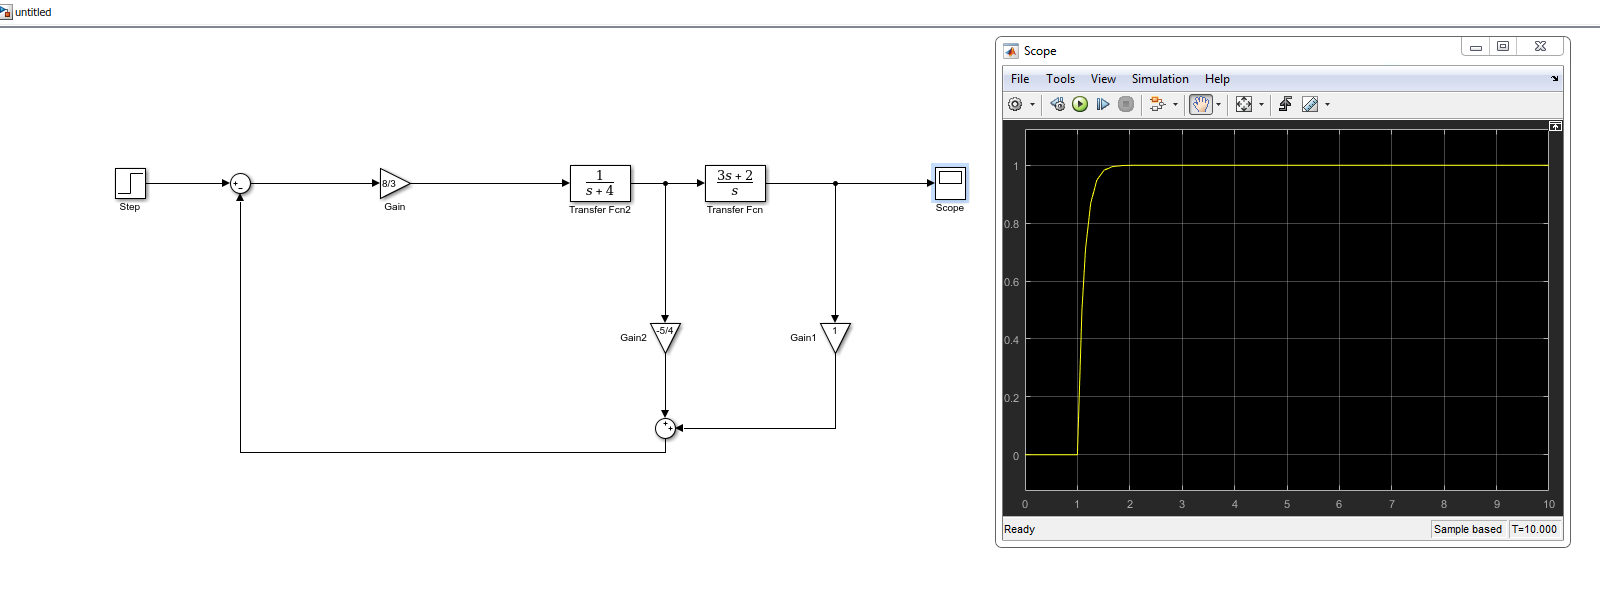 untitled
Step
+
-
8/3
Gain
1
s+4
Transfer Fcn2
3s+2
s
Transfer Fcn
Scope
Gain2
-5/4
Gain1
1
+
+
Scope
File Tools View Simulation Help
1
0.8
0.6
0.4
0.2
0
0 1 2 3 4 5 6 7 8 9 10
Ready
Sample based T=10.000